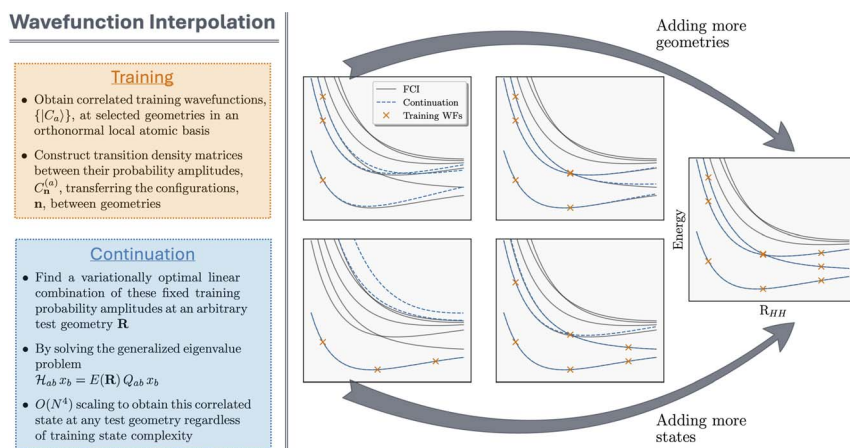 Wavefunction Interpolation
Training
• Obtain correlated training wavefunctions,
{|C_a⟩}, at selected geometries in an
orthonormal local atomic basis
• Construct transition density matrices
between their probability amplitudes,
C_n^(a), transferring the configurations,
n, between geometries
Continuation
• Find a variationally optimal linear
combination of these fixed training
probability amplitudes at an arbitrary
test geometry R
• By solving the generalized eigenvalue
problem
H_ab x_b = E(R) Q_ab x_b
• O(N^4) scaling to obtain this correlated
state at any test geometry regardless
of training state complexity
Adding more
geometries
FCI
Continuation
Training WFs
Energy
R_HH
Adding more
states